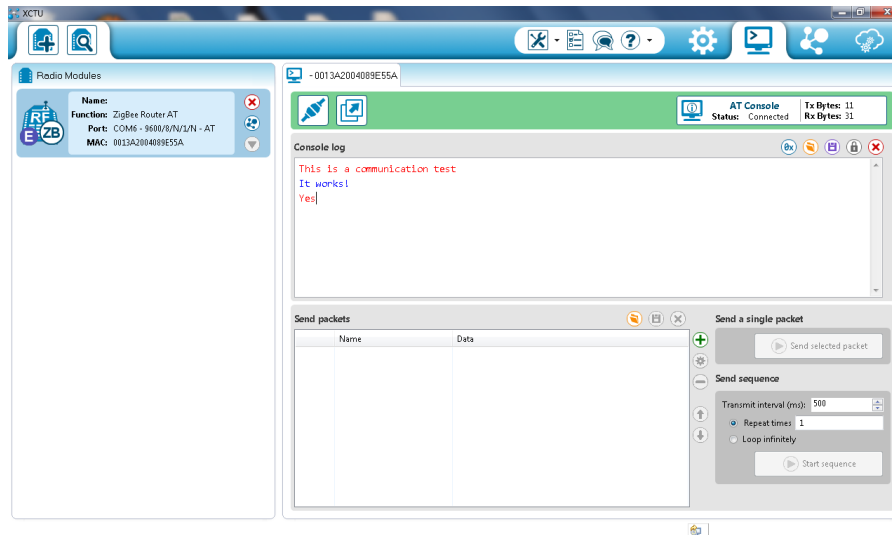 XCTU
Radio Modules
- 0013A2004089E55A
Name:
Function: ZigBee Router AT
Port: COM6 - 9600/8/N/1/N - AT
MAC: 0013A2004089E55A
RF
E ZB
AT Console
Status: Connected
Tx Bytes: 11
Rx Bytes: 31
Console log
0x
This is a communication test
It works!
Yes
Send packets
Name Data
Send a single packet
Send selected packet
Send sequence
Transmit interval (ms): 500
Repeat times 1
Loop infinitely
Start sequence